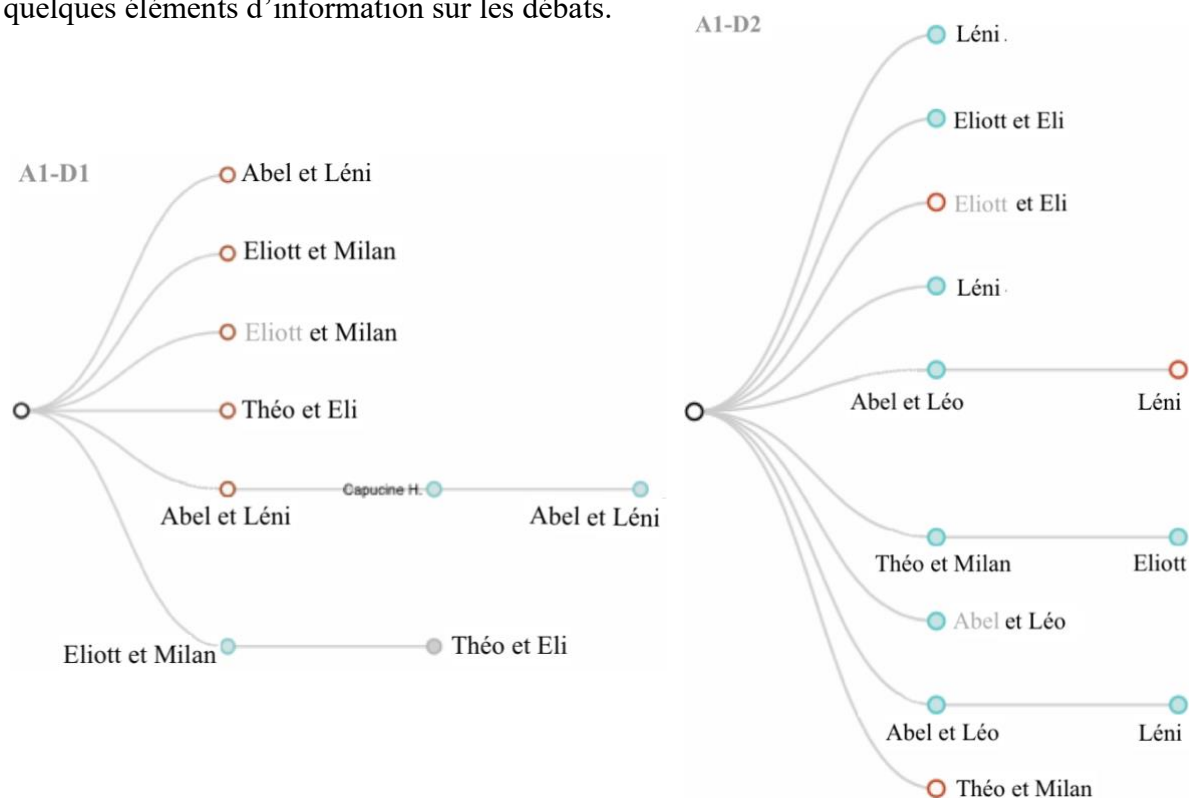 quelques éléments d'information sur les débats.
A1-D1
Abel et Léni
Eliott et Milan
Eliott et Milan
Théo et Eli
Capucine H.
Abel et Léni
Abel et Léni
Eliott et Milan
Théo et Eli
A1-D2
Léni
Eliott et Eli
Eliott et Eli
Léni
Abel et Léo
Léni
Théo et Milan
Eliott
Abel et Léo
Abel et Léo
Léni
Théo et Milan